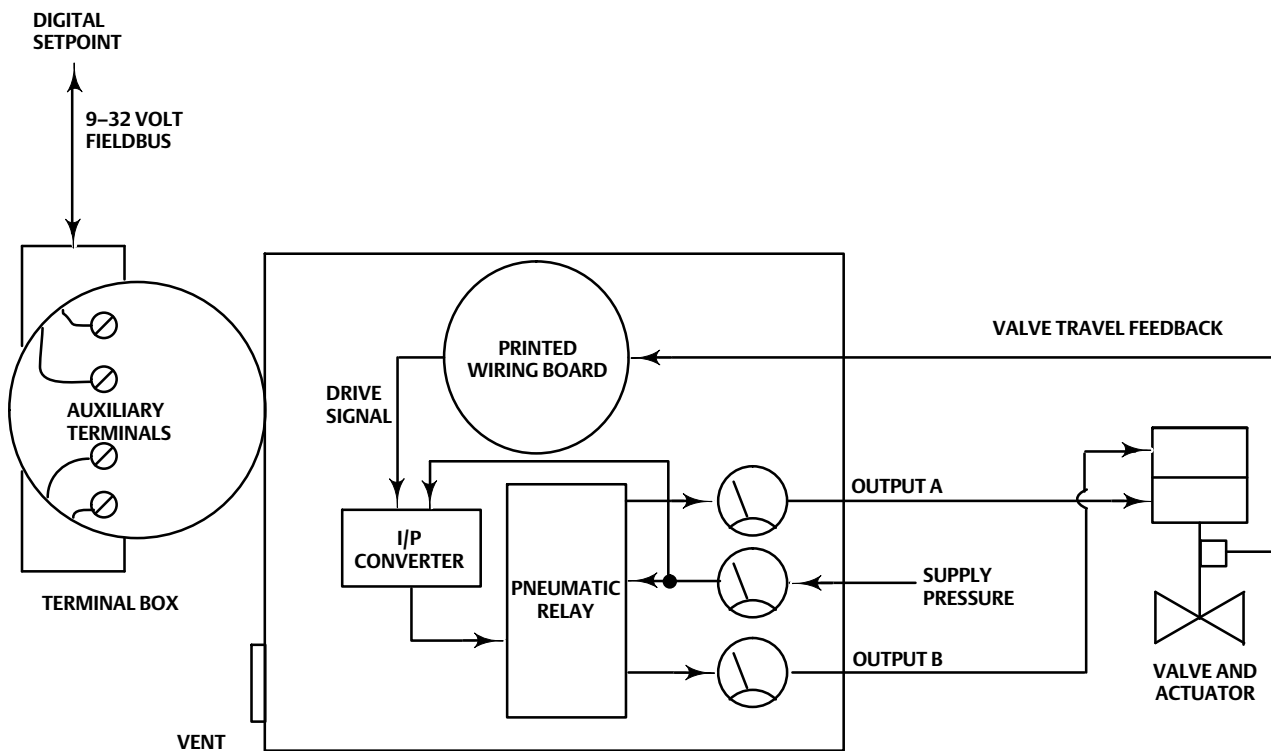 DIGITAL
SETPOINT
9–32 VOLT
FIELDBUS
AUXILIARY
TERMINALS
TERMINAL BOX
VENT
PRINTED
WIRING BOARD
DRIVE
SIGNAL
I/P
CONVERTER
PNEUMATIC
RELAY
VALVE TRAVEL FEEDBACK
OUTPUT A
SUPPLY
PRESSURE
OUTPUT B
VALVE AND
ACTUATOR